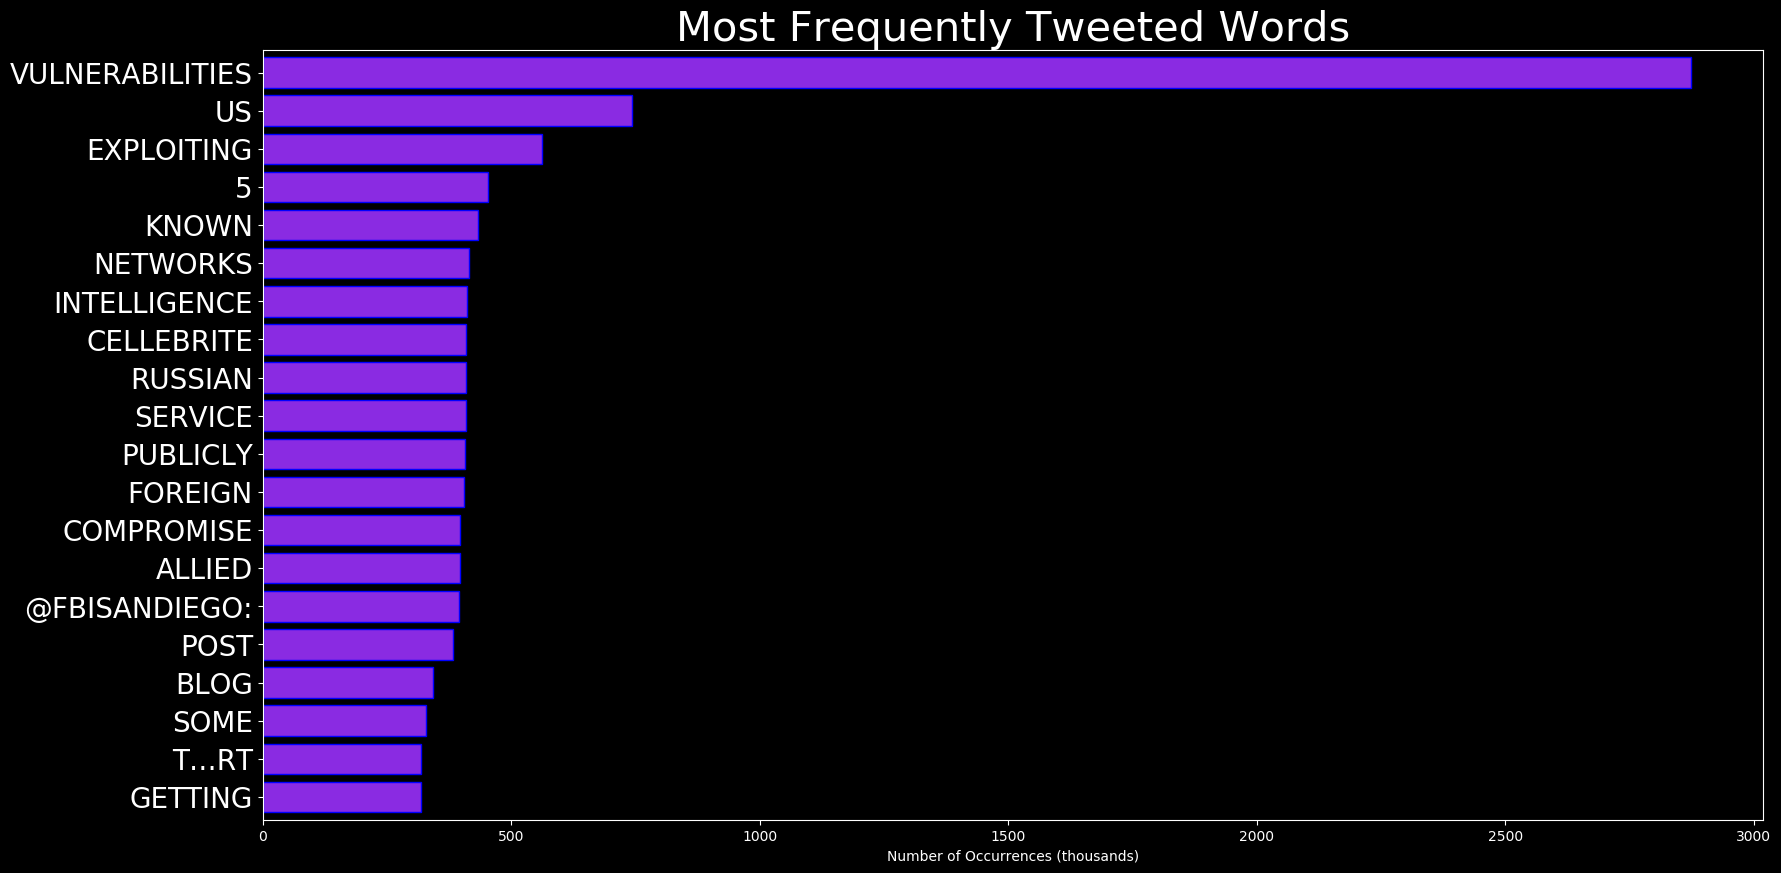 Most Frequently Tweeted Words
VULNERABILITIES
US
EXPLOITING
5
KNOWN
NETWORKS
INTELLIGENCE
CELLEBRITE
RUSSIAN
SERVICE
PUBLICLY
FOREIGN
COMPROMISE
ALLIED
@FBISANDIEGO:
POST
BLOG
SOME
T…RT
GETTING
0 500 1000 1500 2000 2500 3000
Number of Occurrences (thousands)